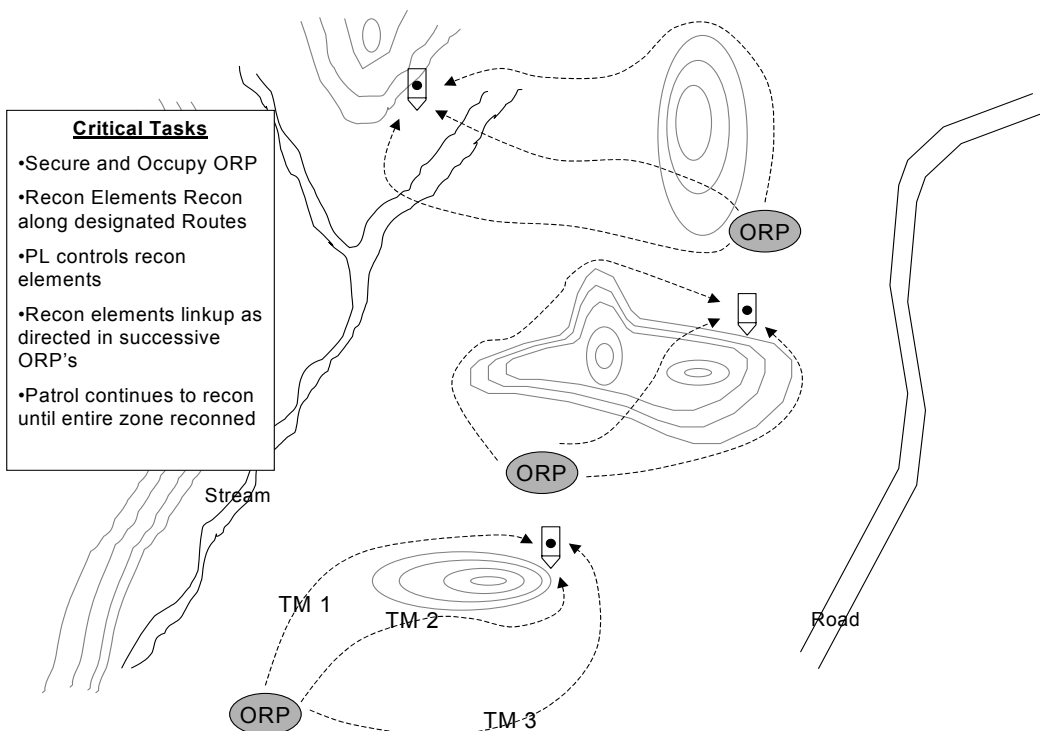 Critical Tasks
•Secure and Occupy ORP
•Recon Elements Recon
along designated Routes
•PL controls recon
elements
•Recon elements linkup as
directed in successive
ORP's
•Patrol continues to recon
until entire zone reconned
ORP
ORP
Stream
TM 1
TM 2
Road
ORP
TM 3